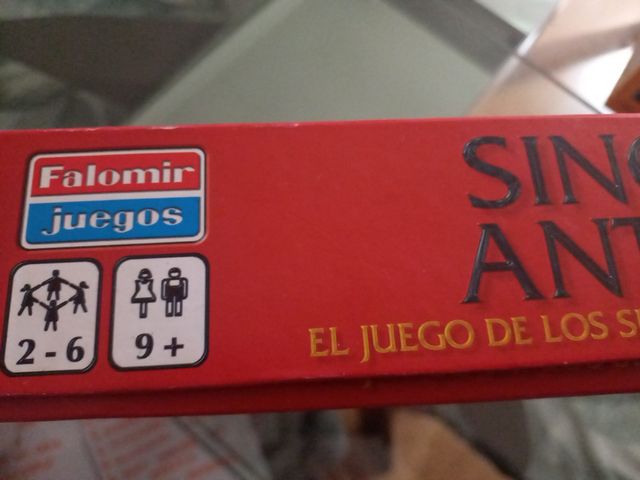 Falomir
juegos
2 - 6
9 +
SIN
ANT
EL JUEGO DE LOS